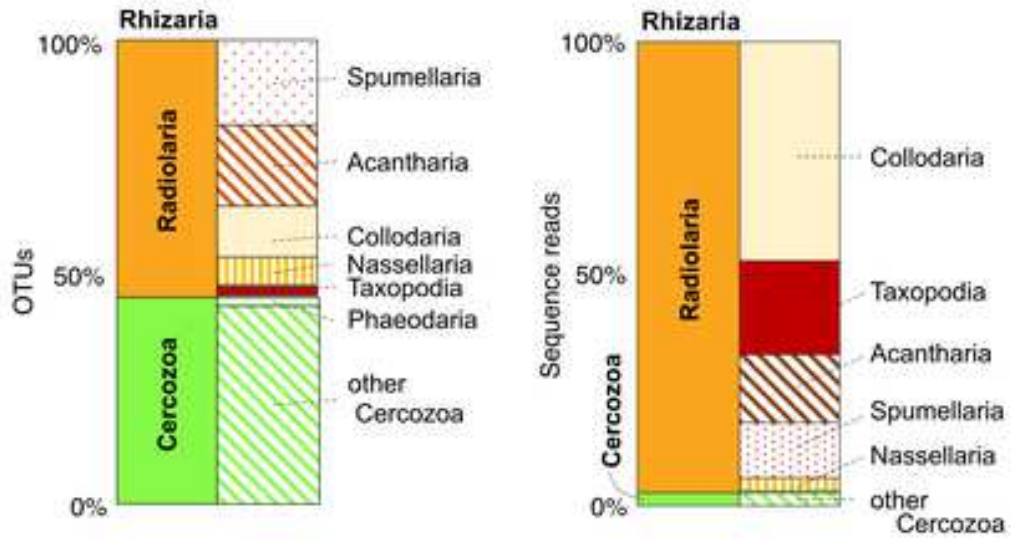 Rhizaria
100%
50%
0%
OTUs
Radiolaria
Cercozoa
Spumellaria
Acantharia
Collodaria
Nassellaria
Taxopodia
Phaeodaria
other
Cercozoa
Rhizaria
100%
50%
0%
Sequence reads
Cercozoa
Radiolaria
Collodaria
Taxopodia
Acantharia
Spumellaria
Nassellaria
other
Cercozoa